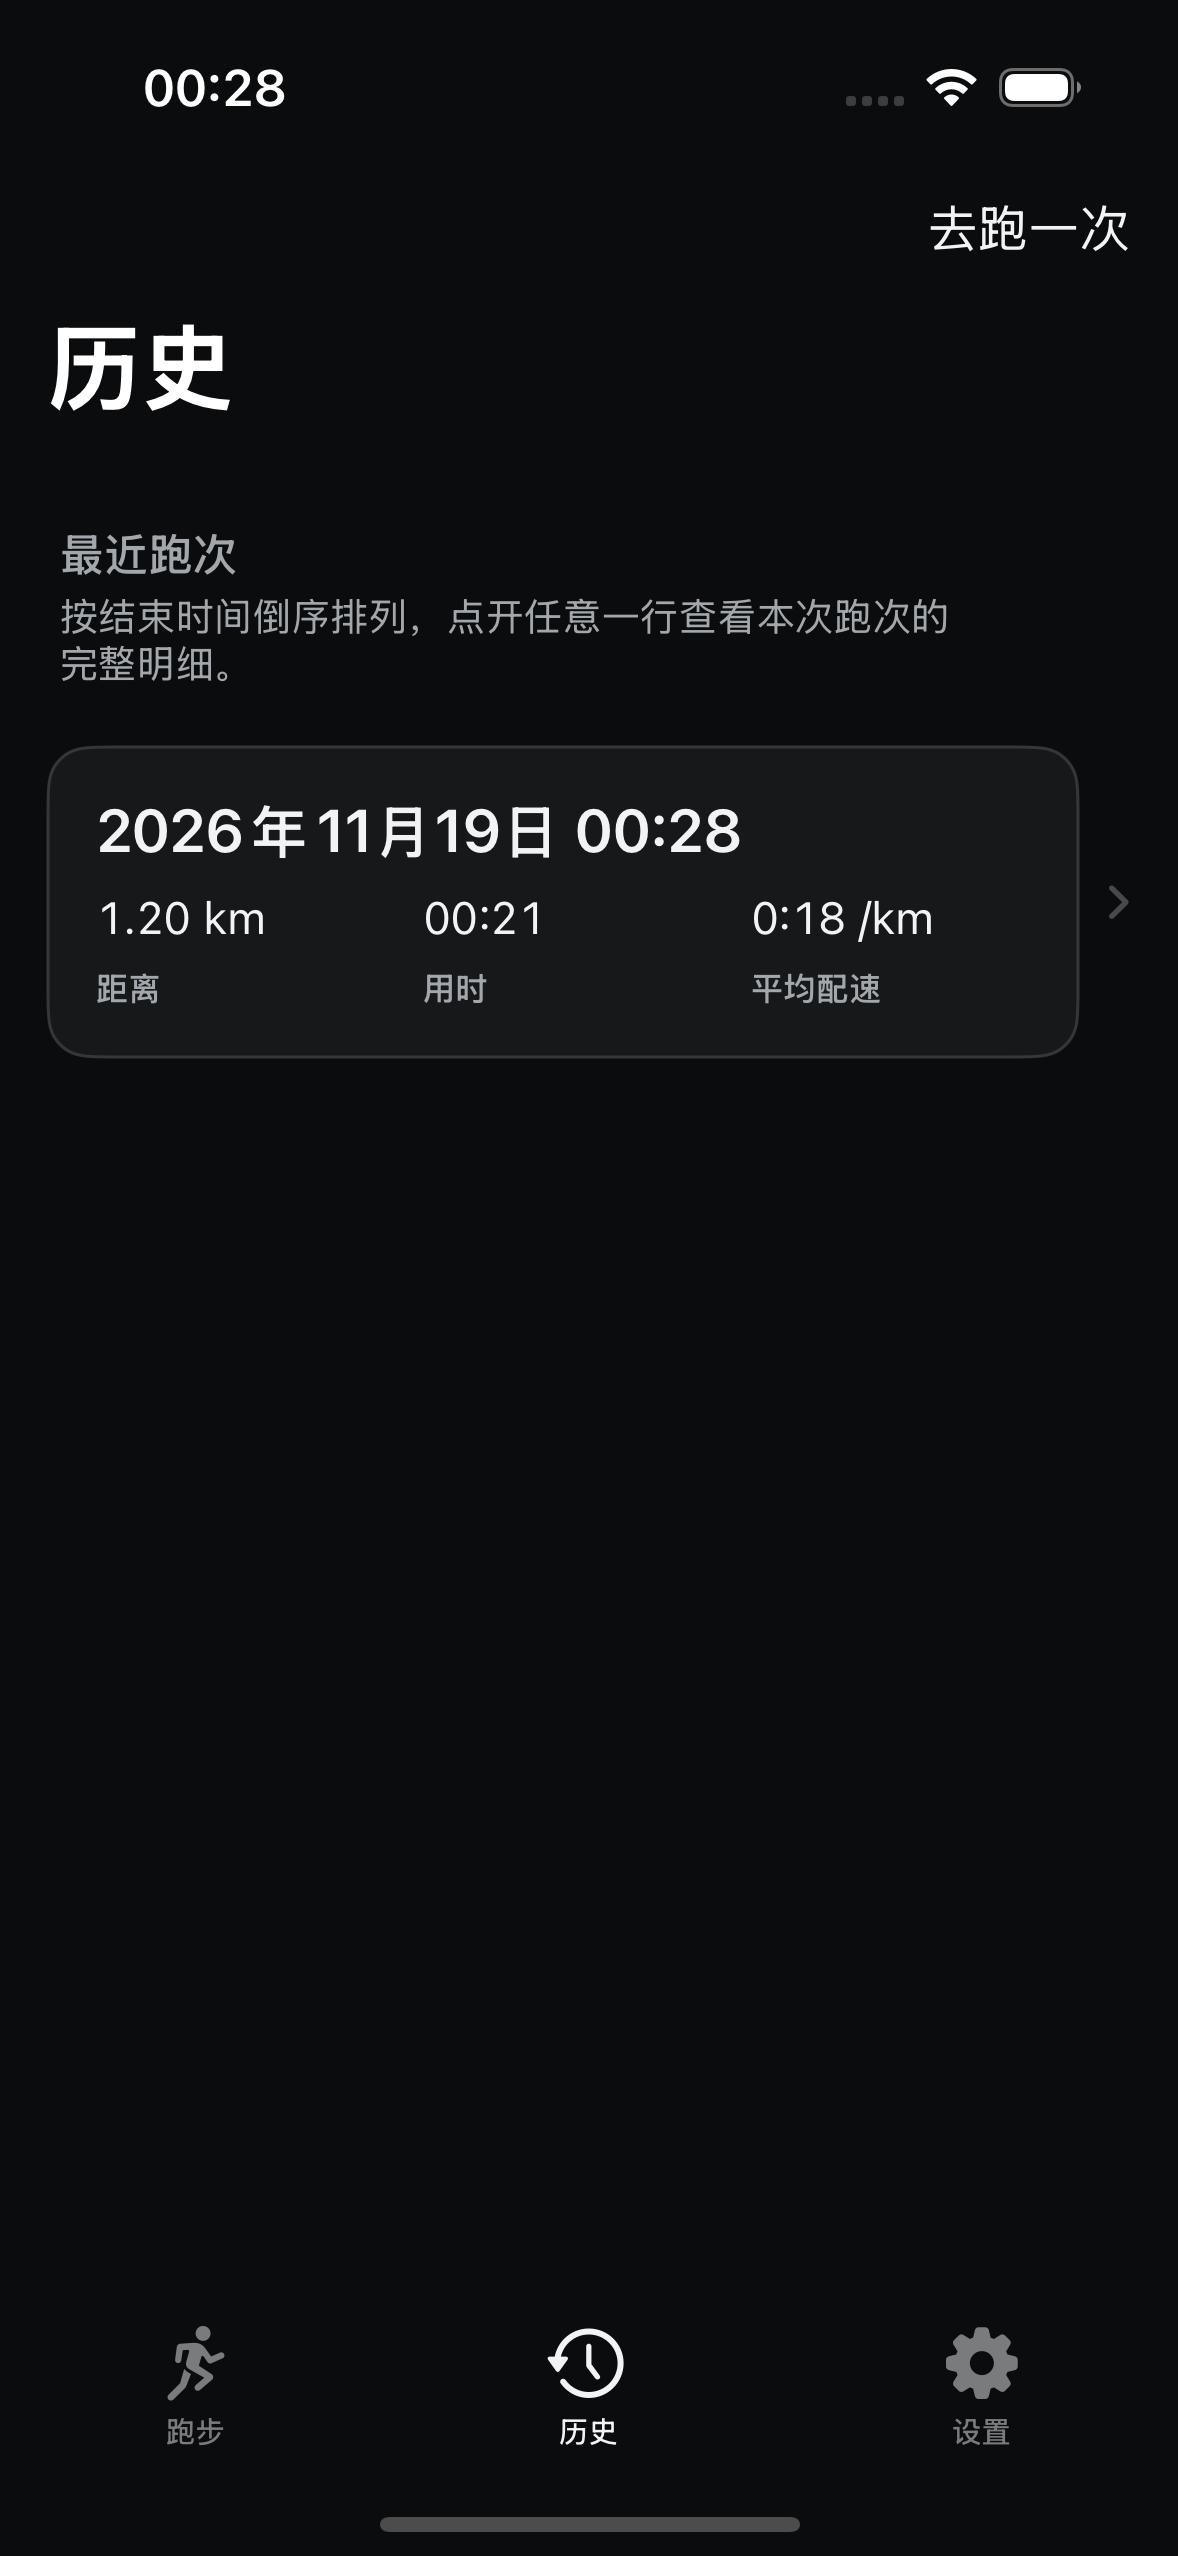 00:28
去跑一次
历史
最近跑次
按结束时间倒序排列，点开任意一行查看本次跑次的
完整明细。
2026年11月19日 00:28
1.20 km 00:21 0:18 /km
距离 用时 平均配速
跑步 历史 设置